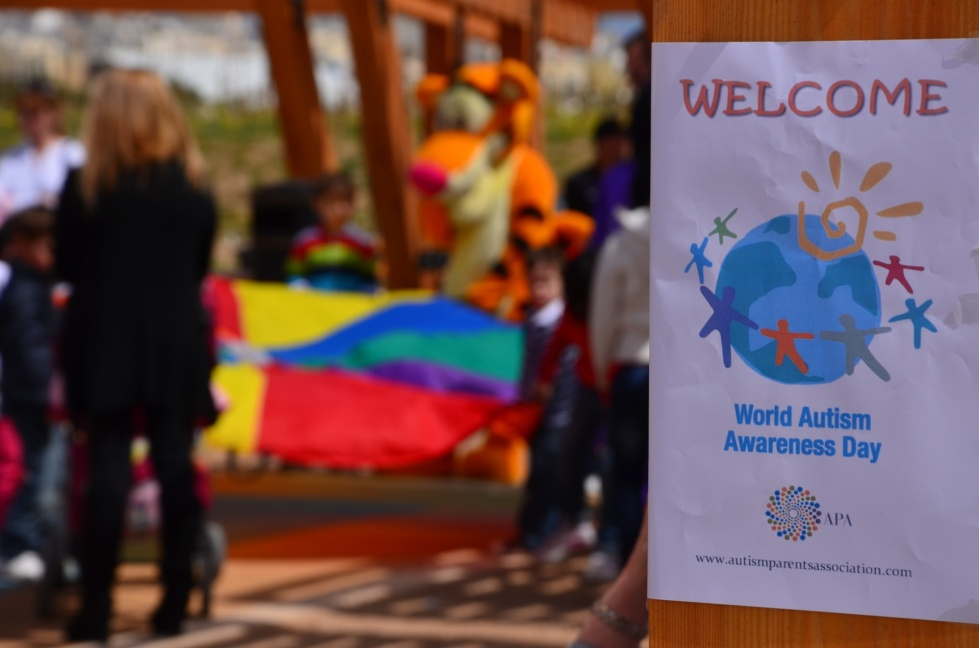 WELCOME
World Autism
Awareness Day
APA
www.autismparentsassociation.com